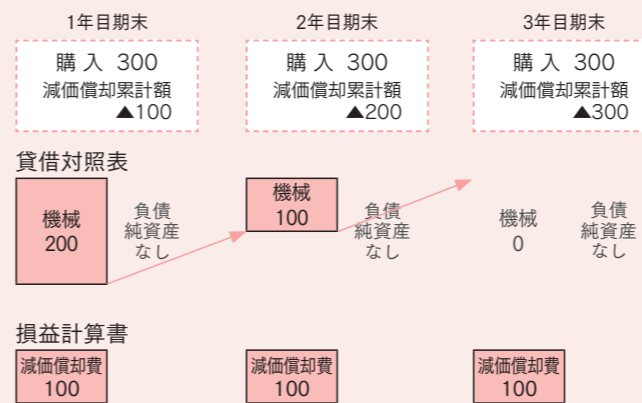 1年目期末
2年目期末
3年目期末
購入 300
減価償却累計額
▲100
購入 300
減価償却累計額
▲200
購入 300
減価償却累計額
▲300
貸借対照表
機械
200
負債
純資産
なし
機械
100
負債
純資産
なし
機械
0
負債
純資産
なし
損益計算書
減価償却費
100
減価償却費
100
減価償却費
100